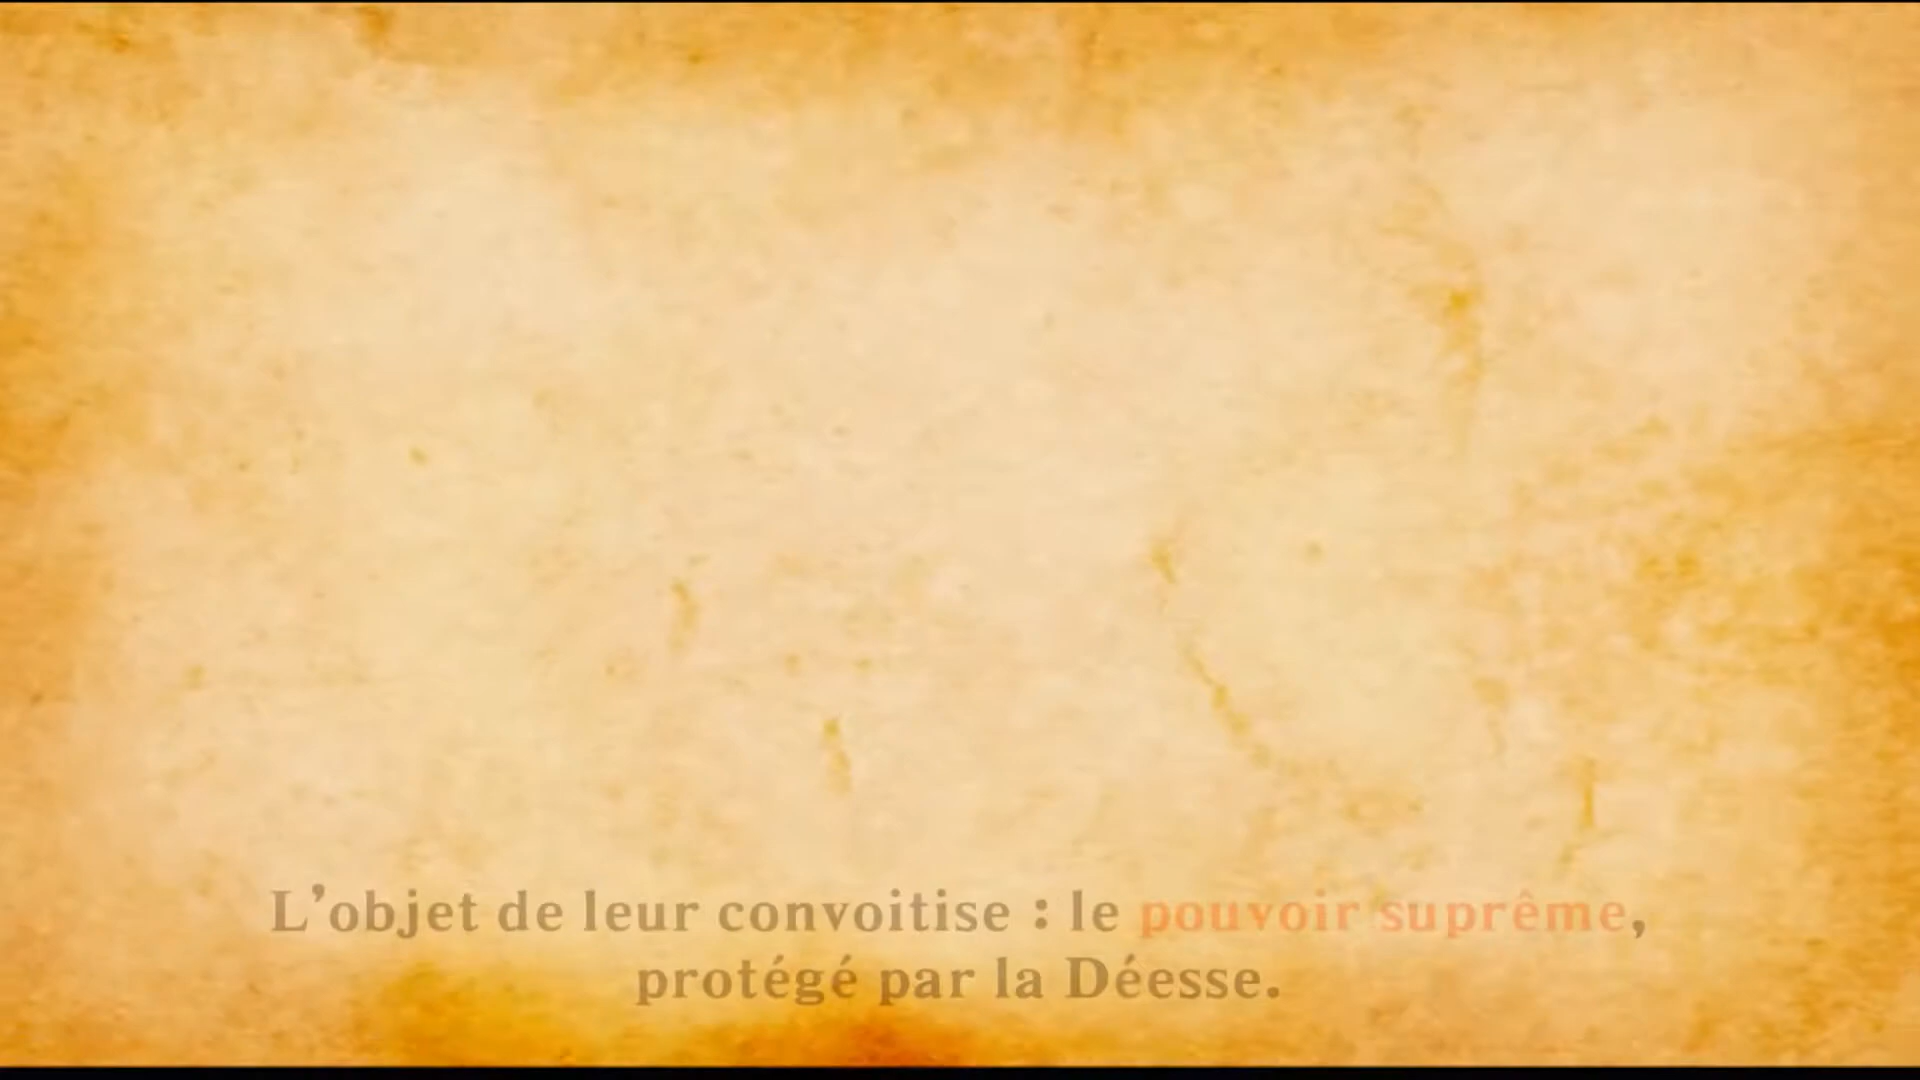 L'objet de leur convoitise : le pouvoir suprême,
protégé par la Déesse.